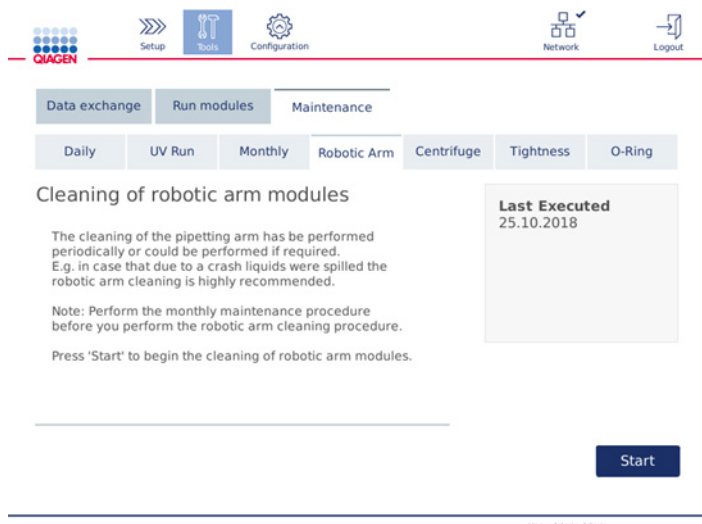 QIAGEN
Setup
Tools
Configuration
Network
Logout
Data exchange
Run modules
Maintenance
Daily
UV Run
Monthly
Robotic Arm
Centrifuge
Tightness
O-Ring
Cleaning of robotic arm modules
The cleaning of the pipetting arm has be performed
periodically or could be performed if required.
E.g. in case that due to a crash liquids were spilled the
robotic arm cleaning is highly recommended.
Note: Perform the monthly maintenance procedure
before you perform the robotic arm cleaning procedure.
Press 'Start' to begin the cleaning of robotic arm modules.
Last Executed
25.10.2018
Start